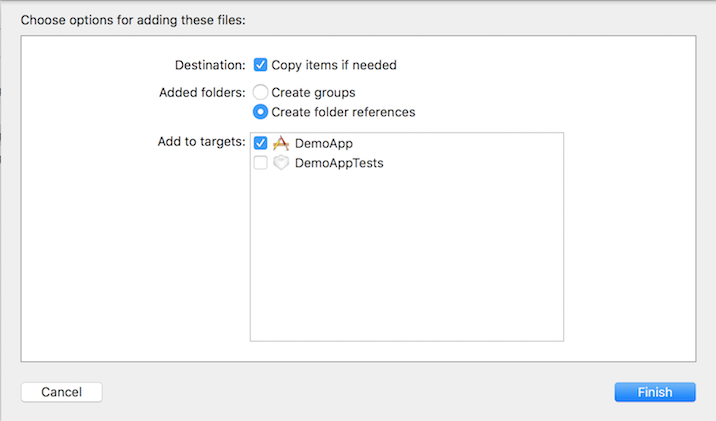 Choose options for adding these files:
Destination: Copy items if needed
Added folders: Create groups
Create folder references
Add to targets: DemoApp
DemoAppTests
Cancel Finish